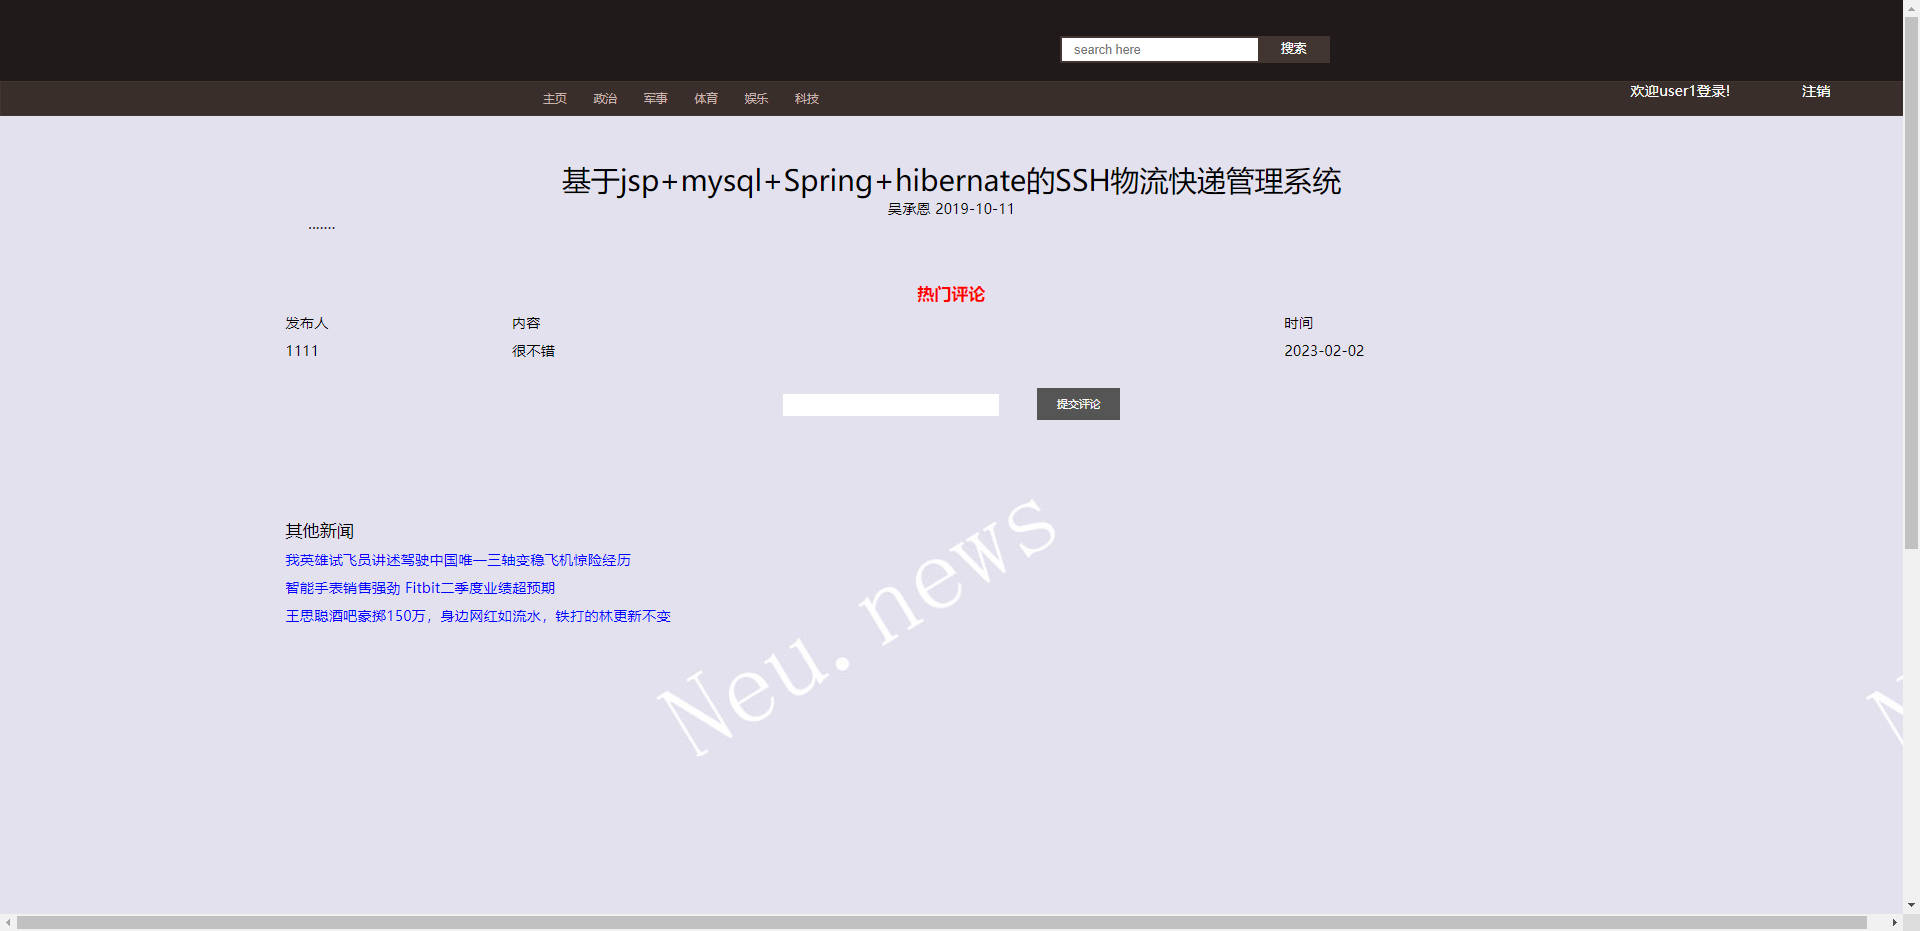 search here 搜索
主页 政治 军事 体育 娱乐 科技 欢迎user1登录! 注销
基于jsp+mysql+Spring+hibernate的SSH物流快递管理系统
吴承恩 2019-10-11
.......
热门评论
发布人 内容 时间
1111 很不错 2023-02-02
提交评论
其他新闻
我英雄试飞员讲述驾驶中国唯一三轴变稳飞机惊险经历
智能手表销售强劲 Fitbit二季度业绩超预期
王思聪酒吧豪掷150万，身边网红如流水，铁打的林更新不变
Neu.news
N